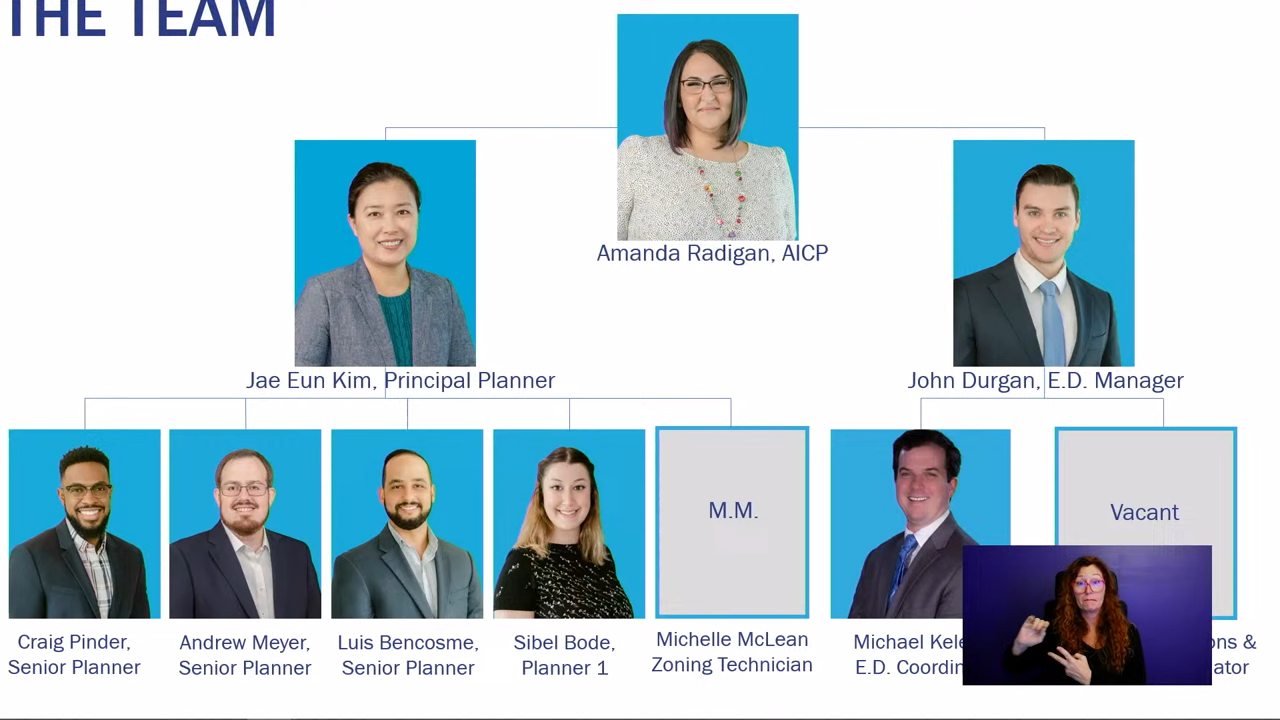 THE TEAM
Amanda Radigan, AICP
Jae Eun Kim, Principal Planner
John Durgan, E.D. Manager
M.M.
Vacant
Craig Pinder,
Senior Planner
Andrew Meyer,
Senior Planner
Luis Bencosme,
Senior Planner
Sibel Bode,
Planner 1
Michelle McLean
Zoning Technician
Michael
E.D.
&